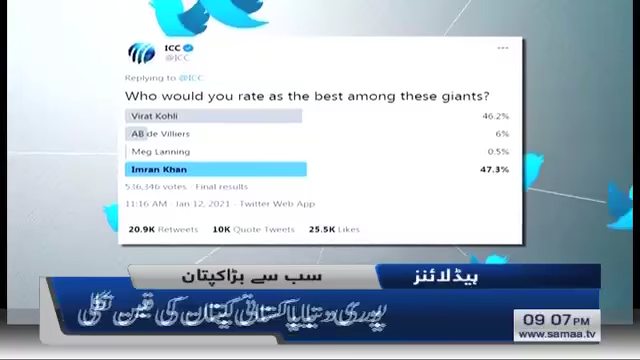 ICC
@ICC
Replying to @ICC
Who would you rate as the best among these giants?
Virat Kohli 46.2%
AB de Villiers 6%
Meg Lanning 0.5%
Imran Khan 47.3%
536,346 votes · Final results
11:16 AM · Jan 12, 2021 · Twitter Web App
20.9K Retweets 10K Quote Tweets 25.5K Likes
ہیڈلائنز سب سے بڑا کپتان
پوری دنیا پاکستانی کپتان کی فین نکلی
09 07 PM
www.samaa.tv